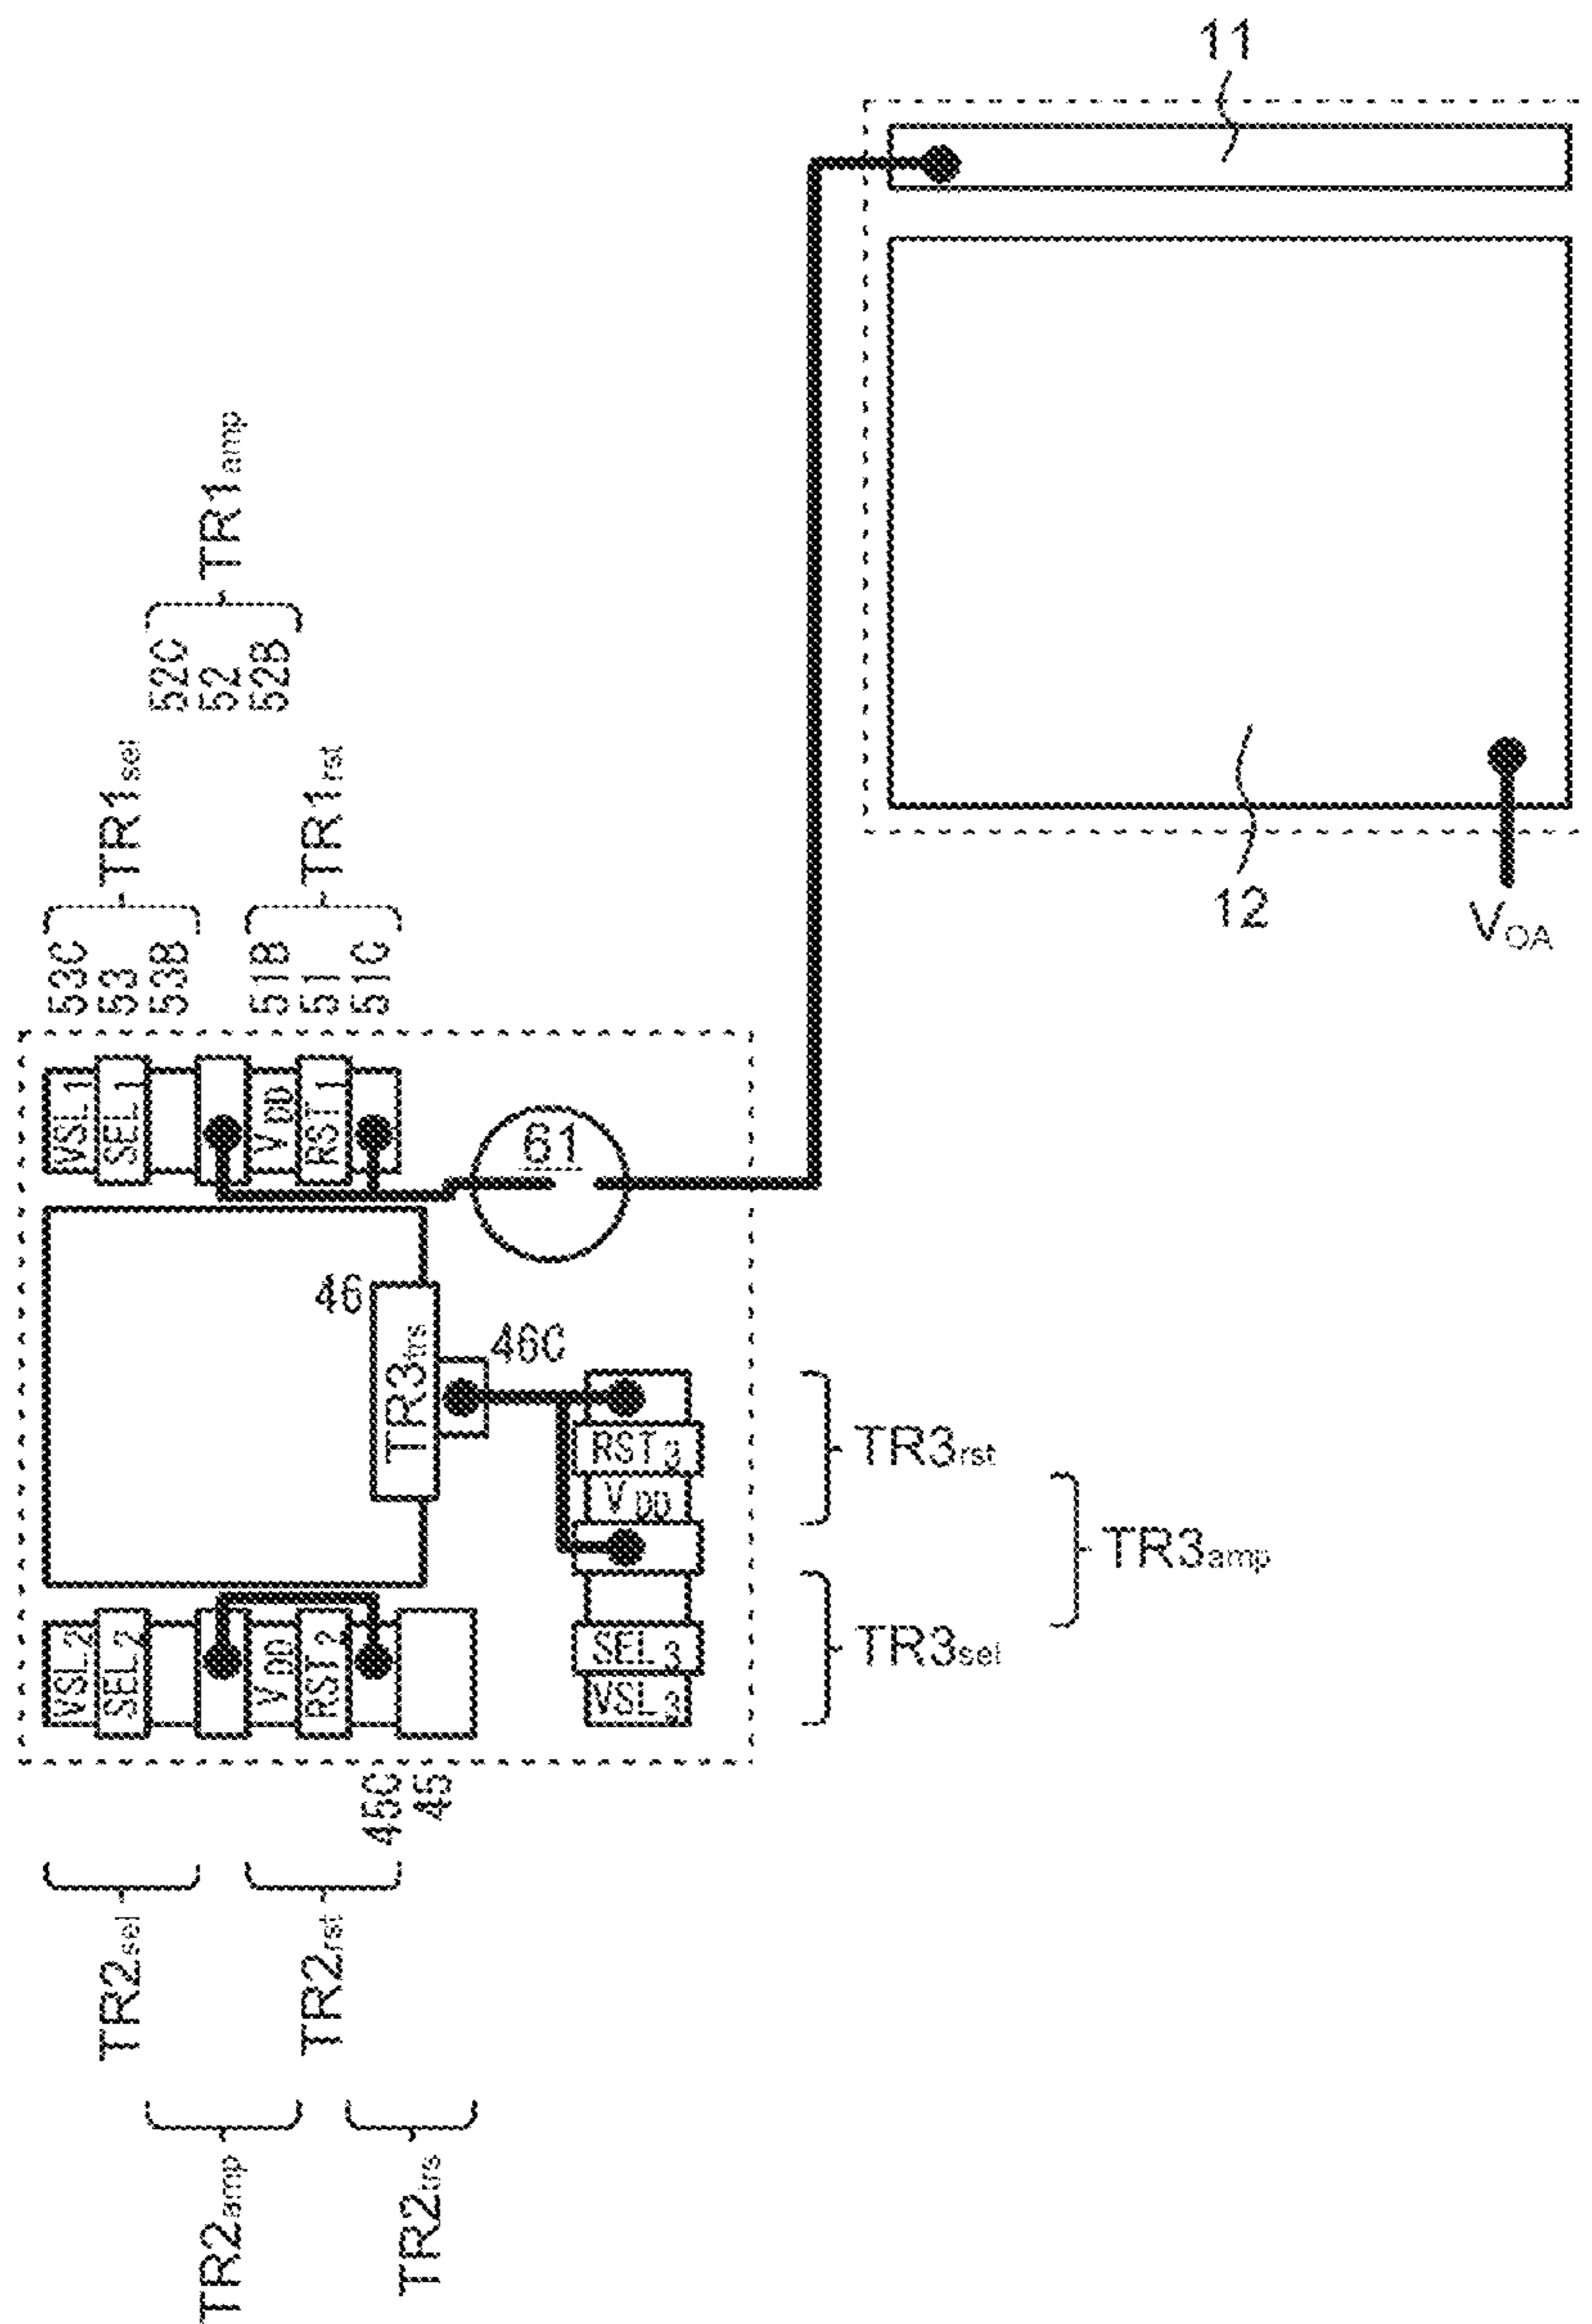 11
TR1amp
52C
52
52B
TR1sel
TR1rst
53C
53
53B
51B
51
51C
12
VOA
VSL1
SEL1
VDD
RST1
61
46
TR3trs
46C
RST3
VDD
SEL3
VSL3
TR3rst
TR3amp
TR3sel
VSL2
SEL2
VDD
RST2
45C
45
TR2sel
TR2rst
TR2amp
TR2trs